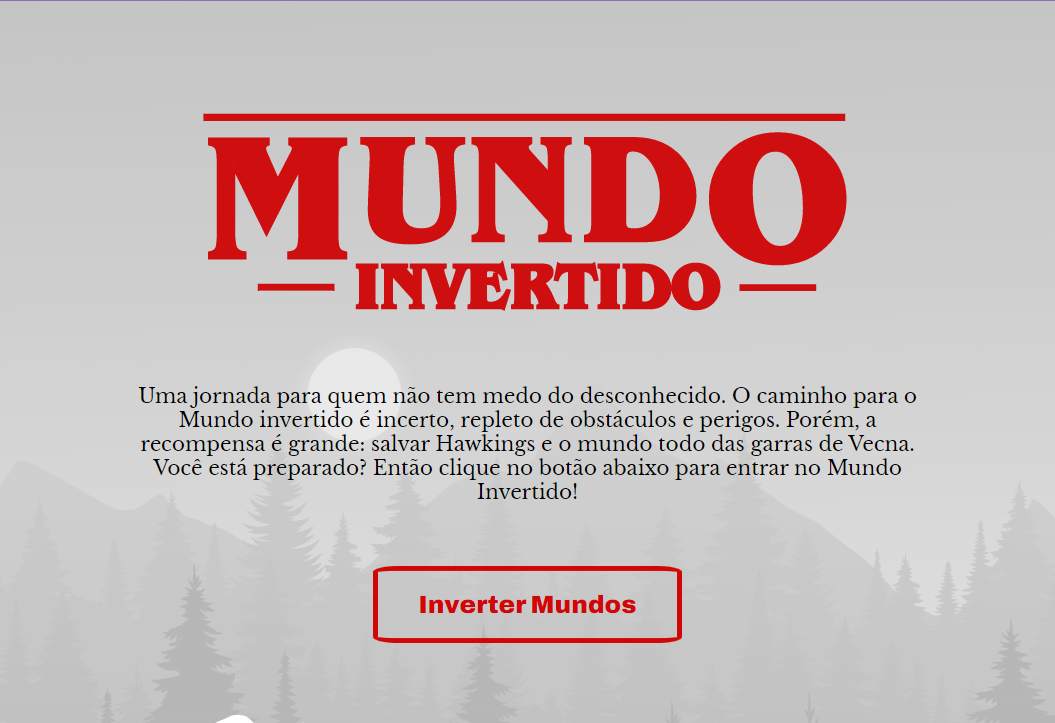 MUNDO
INVERTIDO
Uma jornada para quem não tem medo do desconhecido. O caminho para o
Mundo invertido é incerto, repleto de obstáculos e perigos. Porém, a
recompensa é grande: salvar Hawkings e o mundo todo das garras de Vecna.
Você está preparado? Então clique no botão abaixo para entrar no Mundo
Invertido!
Inverter Mundos